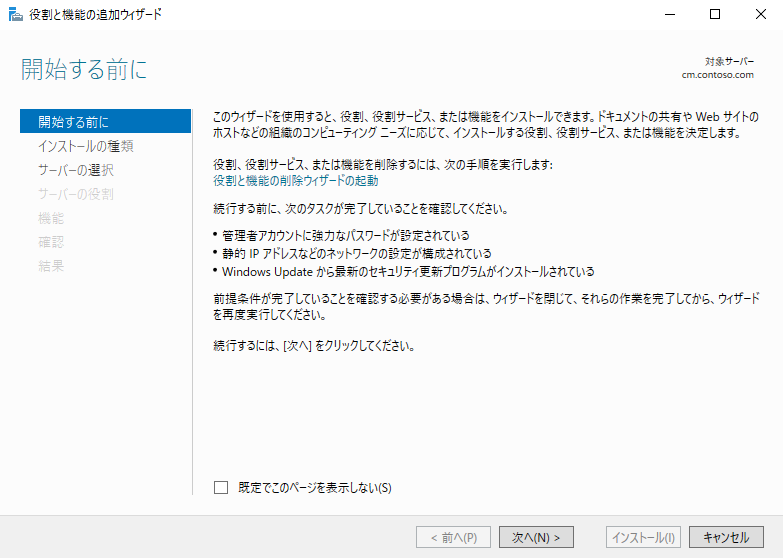 役割と機能の追加ウィザード
開始する前に
対象サーバー
cm.contoso.com
開始する前に
インストールの種類
サーバーの選択
サーバーの役割
機能
確認
結果
このウィザードを使用すると、役割、役割サービス、または機能をインストールできます。ドキュメントの共有や Web サイトの
ホストなどの組織のコンピューティング ニーズに応じて、インストールする役割、役割サービス、または機能を決定します。
役割、役割サービス、または機能を削除するには、次の手順を実行します:
役割と機能の削除ウィザードの起動
続行する前に、次のタスクが完了していることを確認してください。
• 管理者アカウントに強力なパスワードが設定されている
• 静的 IP アドレスなどのネットワークの設定が構成されている
• Windows Update から最新のセキュリティ更新プログラムがインストールされている
前提条件が完了していることを確認する必要がある場合は、ウィザードを閉じて、それらの作業を完了してから、ウィザード
を再度実行してください。
続行するには、[次へ] をクリックしてください。
既定でこのページを表示しない(S)
< 前へ(P)
次へ(N) >
インストール(I)
キャンセル